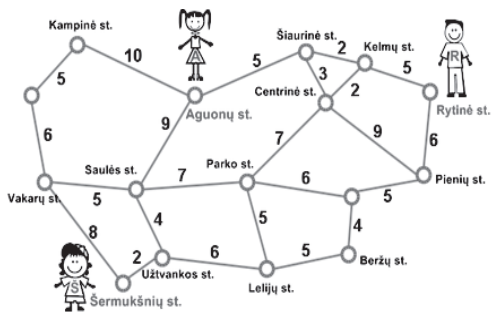 Kampinė st.
10
A
Šiaurinė st.
2
Kelmų st.
R
5
5
3
2
5
Centrinė st.
Rytinė st.
Aguonų st.
6
9
7
9
6
Saulės st.
7
Parko st.
6
Pienių st.
Vakarų st.
5
5
8
4
5
4
2
6
5
Užtvankos st.
Beržų st.
Š
Šermukšnių st.
Lelijų st.